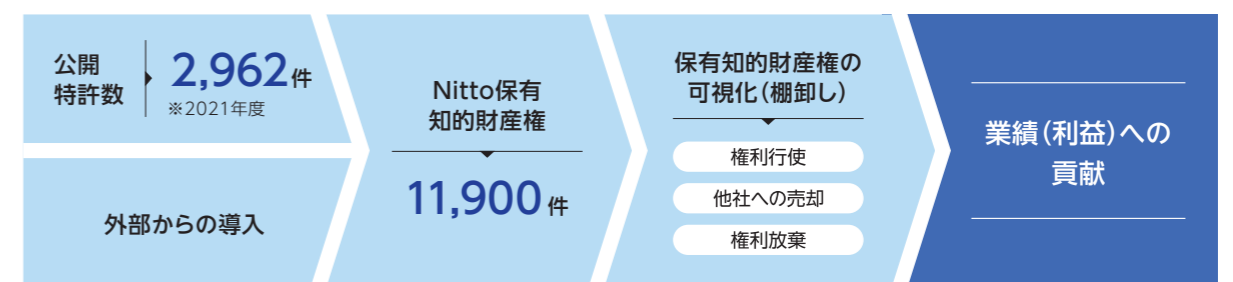 公開
特許数
2,962件
※2021年度
外部からの導入
Nitto保有
知的財産権
11,900件
保有知的財産権の
可視化(棚卸し)
権利行使
他社への売却
権利放棄
業績(利益)への
貢献